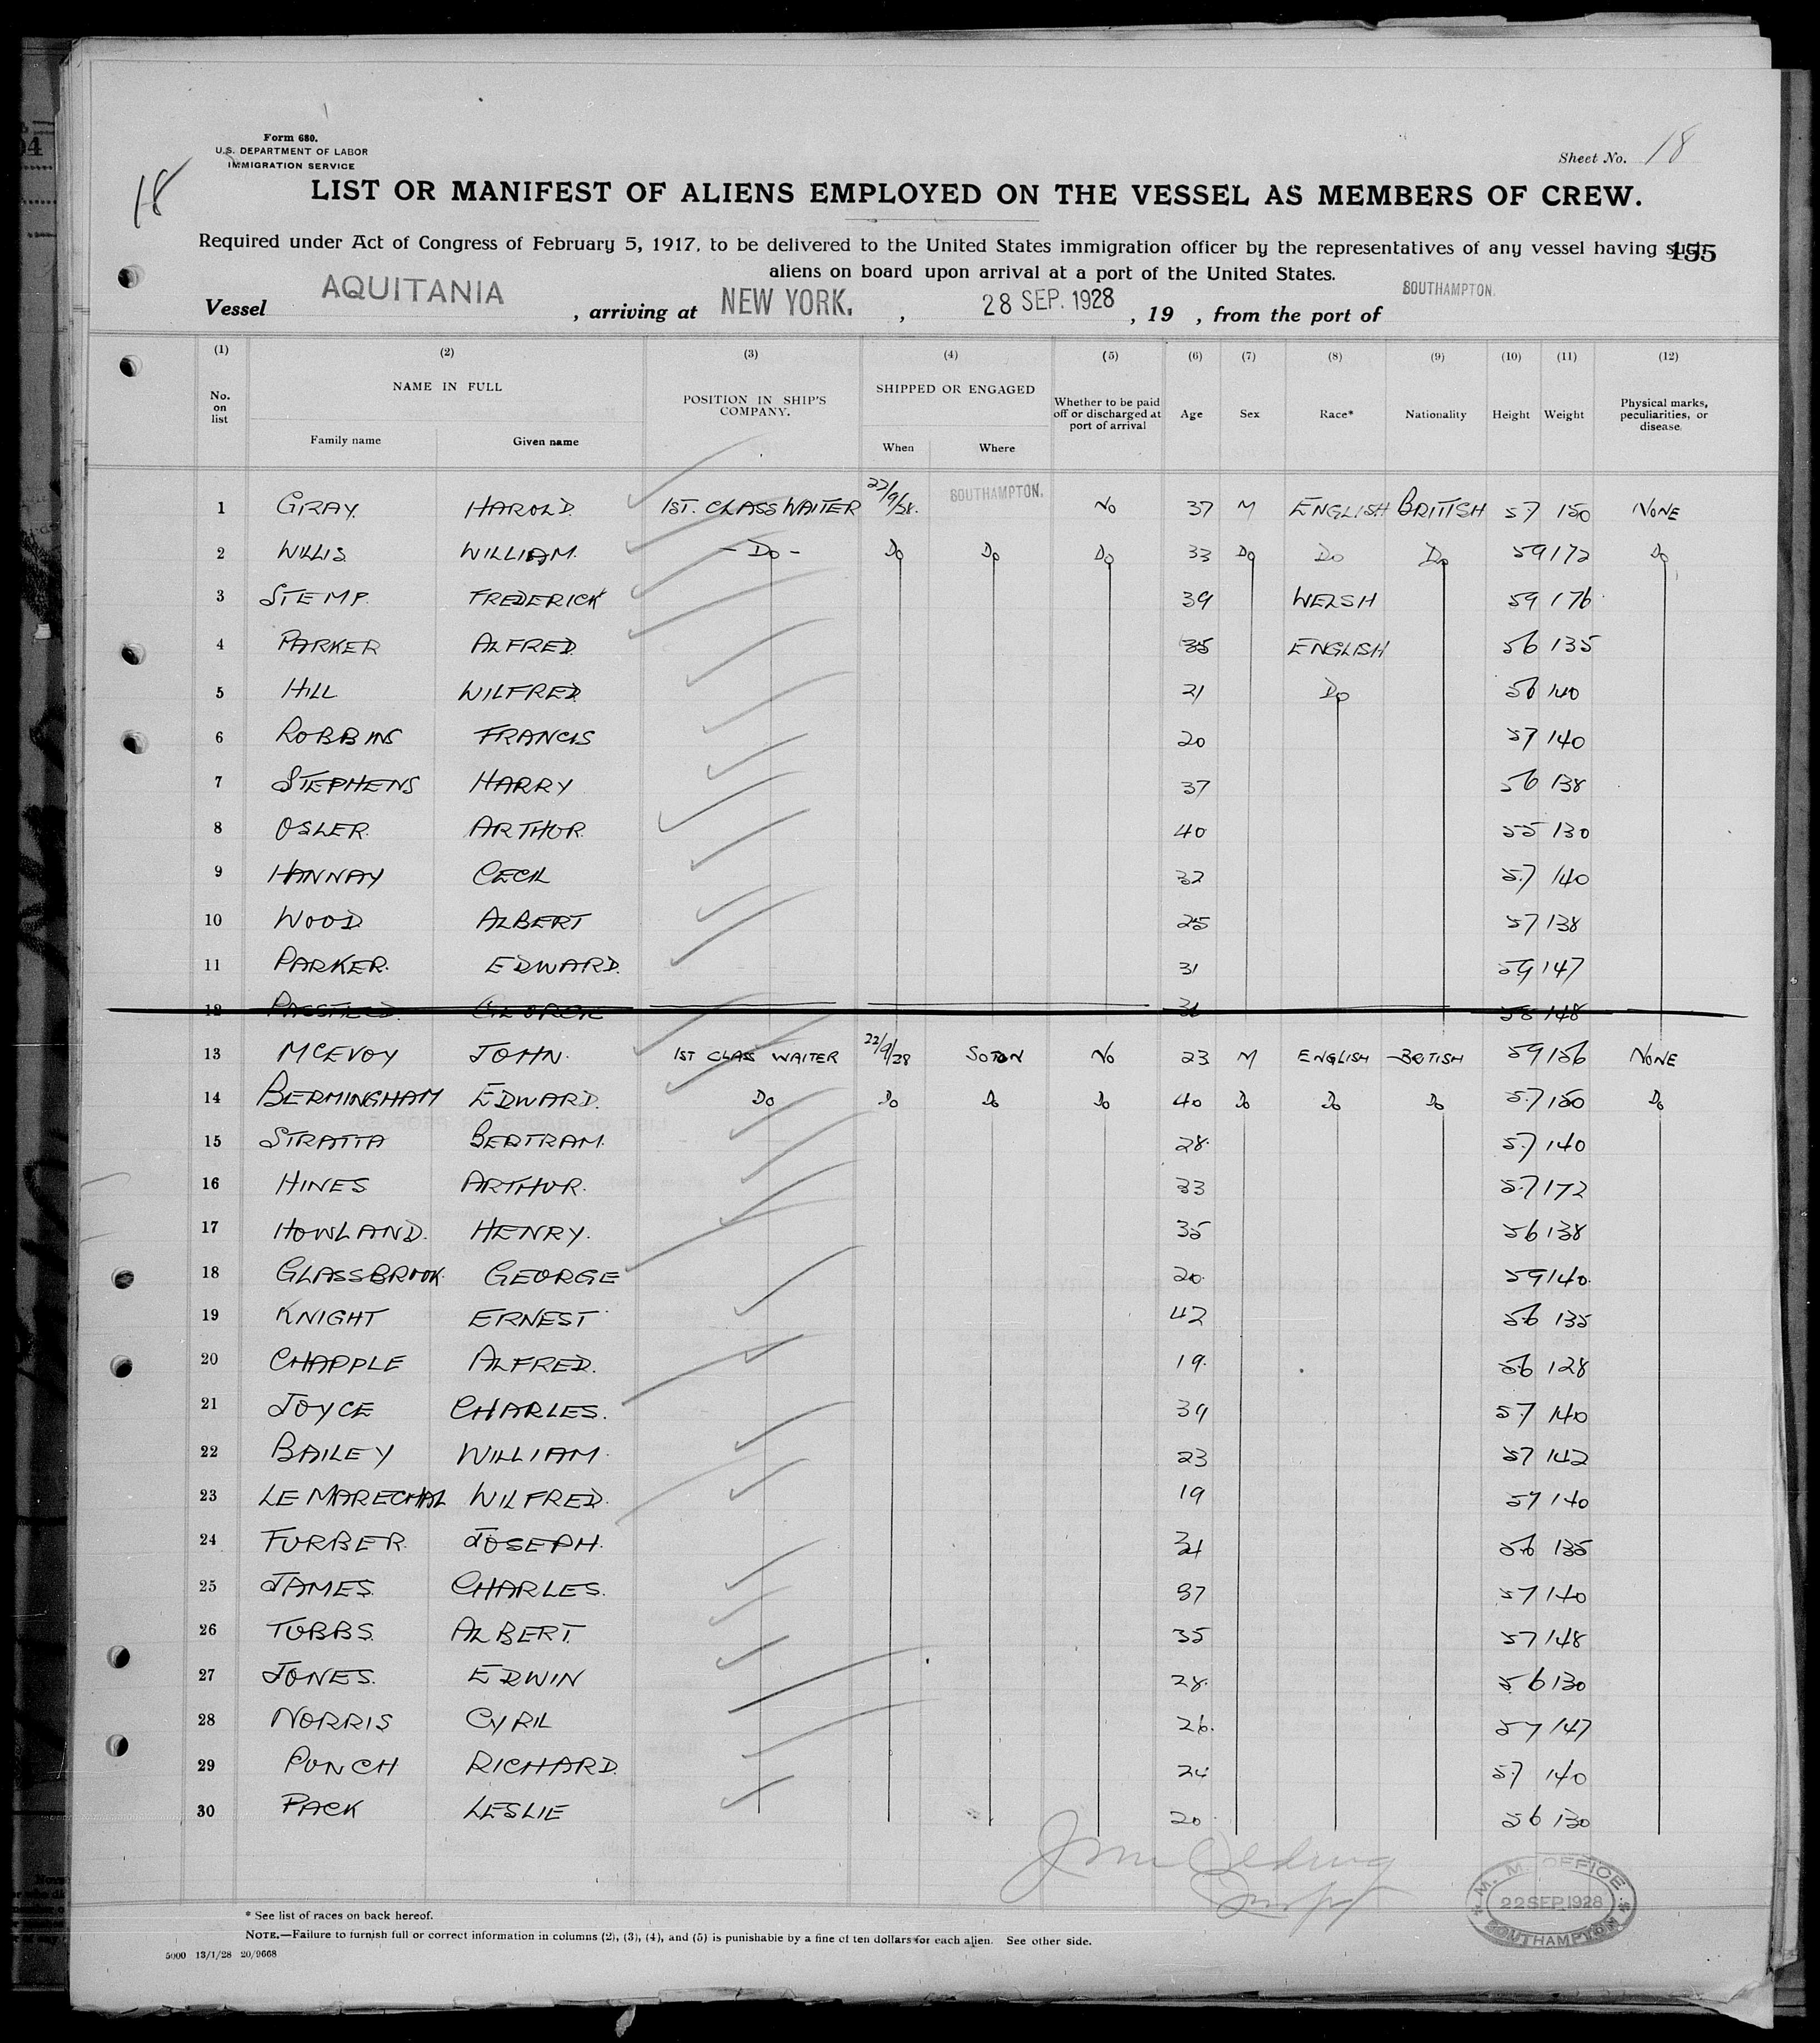 Form 680.
U.S. DEPARTMENT OF LABOR
IMMIGRATION SERVICE
18
Sheet No. 18
LIST OR MANIFEST OF ALIENS EMPLOYED ON THE VESSEL AS MEMBERS OF CREW.
Required under Act of Congress of February 5, 1917, to be delivered to the United States immigration officer by the representatives of any vessel having such
155
aliens on board upon arrival at a port of the United States.
Vessel AQUITANIA , arriving at NEW YORK. , 28 SEP. 1928 , 19 , from the port of SOUTHAMPTON.
(1) (2) (3) (4) (5) (6) (7) (8) (9) (10) (11) (12)
No. on list NAME IN FULL Family name Given name POSITION IN SHIP'S COMPANY. SHIPPED OR ENGAGED When Where Whether to be paid off or discharged at port of arrival Age Sex Race* Nationality Height Weight Physical marks, peculiarities, or disease.
1 GRAY. HAROLD. 1ST. CLASS WAITER 22/9/28. SOUTHAMPTON. No 37 M ENGLISH BRITISH 57 150 NONE
2 WILLIS WILLIAM. - Do - Do Do Do 33 Do Do Do 59 172 Do
3 STEMP. FREDERICK 39 WELSH 59 176
4 PARKER ALFRED. 35 ENGLISH 56 135
5 HILL WILFRED. 21 Do 56 140
6 ROBBINS FRANCIS 20 57 140
7 STEPHENS HARRY 37 56 138
8 OSLER. ARTHUR. 40 55 130
9 HANNAY CECIL 32 57 140
10 WOOD ALBERT 25 57 138
11 PARKER. EDWARD. 31 59 147
12 58 148
13 MCEVOY JOHN. 1ST CLASS WAITER 22/9/28 SOTON No 23 M ENGLISH BRITISH 59 156 NONE
14 BERMINGHAM EDWARD. Do Do Do Do 40 Do Do Do 57 150 Do
15 STRATTA BERTRAM. 28. 57 140
16 HINES ARTHUR. 33 57 172
17 HOWLAND. HENRY. 35 56 138
18 GLASSBROOK. GEORGE 20. 59 140.
19 KNIGHT ERNEST 42 56 135
20 CHAPPLE ALFRED. 19. 56 128
21 JOYCE CHARLES. 39 57 140
22 BAILEY WILLIAM. 23 57 142
23 LE MARECHAL WILFRED. 19 57 140
24 FURBER. JOSEPH. 56 135
25 JAMES. CHARLES. 37 57 140
26 TUBBS. ALBERT. 35 57 148
27 JONES. EDWIN 28. 56 130
28 NORRIS CYRIL 26. 57 147
29 PUNCH RICHARD. 24 57 140
30 PACK LESLIE 20 56 130
M. M. OFFICE
22 SEP. 1928
SOUTHAMPTON
* See list of races on back hereof.
NOTE.—Failure to furnish full or correct information in columns (2), (3), (4), and (5) is punishable by a fine of ten dollars for each alien. See other side.
5000 13/1/28 20/9668